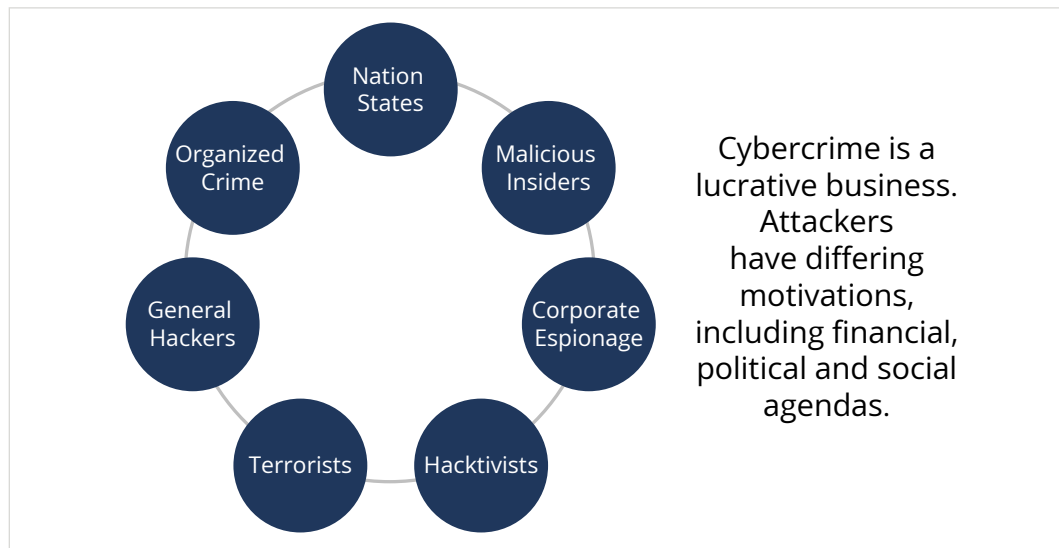 Nation
States
Malicious
Insiders
Corporate
Espionage
Hacktivists
Terrorists
General
Hackers
Organized
Crime
Cybercrime is a
lucrative business.
Attackers
have differing
motivations,
including financial,
political and social
agendas.